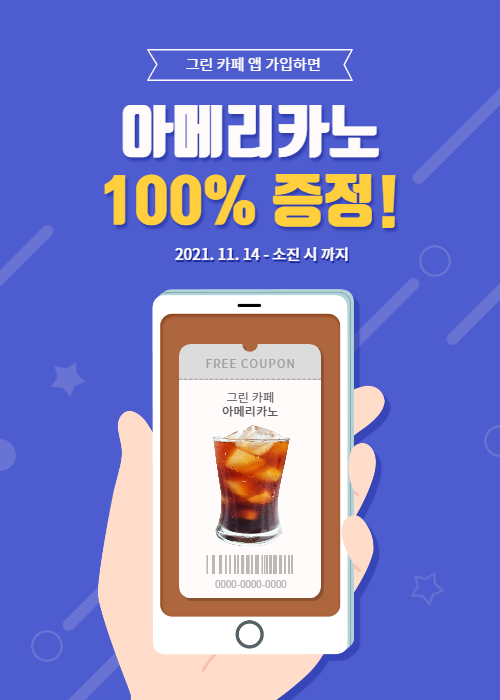 그린 카페 앱 가입하면
아메리카노
100% 증정!
2021. 11. 14 - 소진 시 까지
FREE COUPON
그린 카페
아메리카노
0000-0000-0000